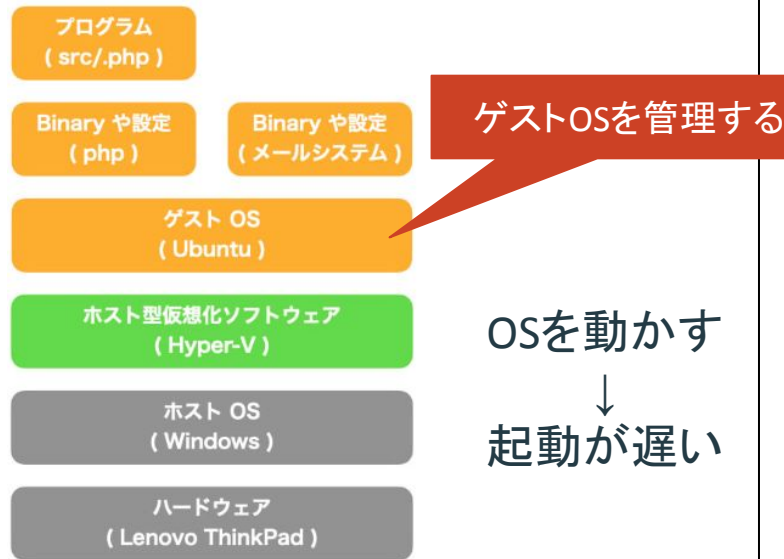 プログラム
( src/.php )
Binary や設定
( php )
Binary や設定
( メールシステム )
ゲストOSを管理する
ゲスト OS
( Ubuntu )
ホスト型仮想化ソフトウェア
( Hyper-V )
OSを動かす
↓
起動が遅い
ホスト OS
( Windows )
ハードウェア
( Lenovo ThinkPad )